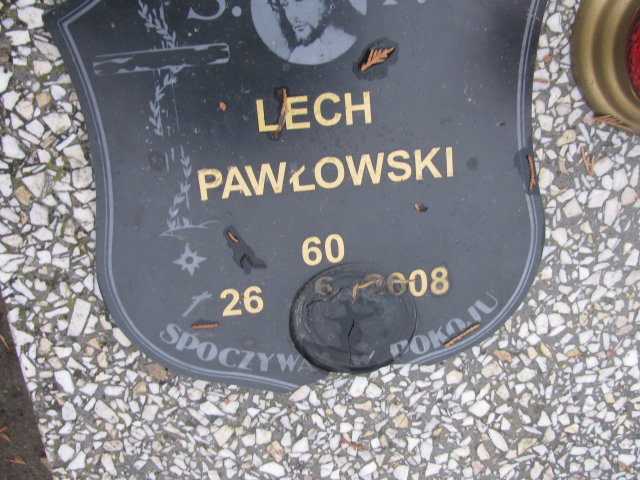 LECH
PAWŁOWSKI
60
26 6 2008
SPOCZYWA W POKOJU